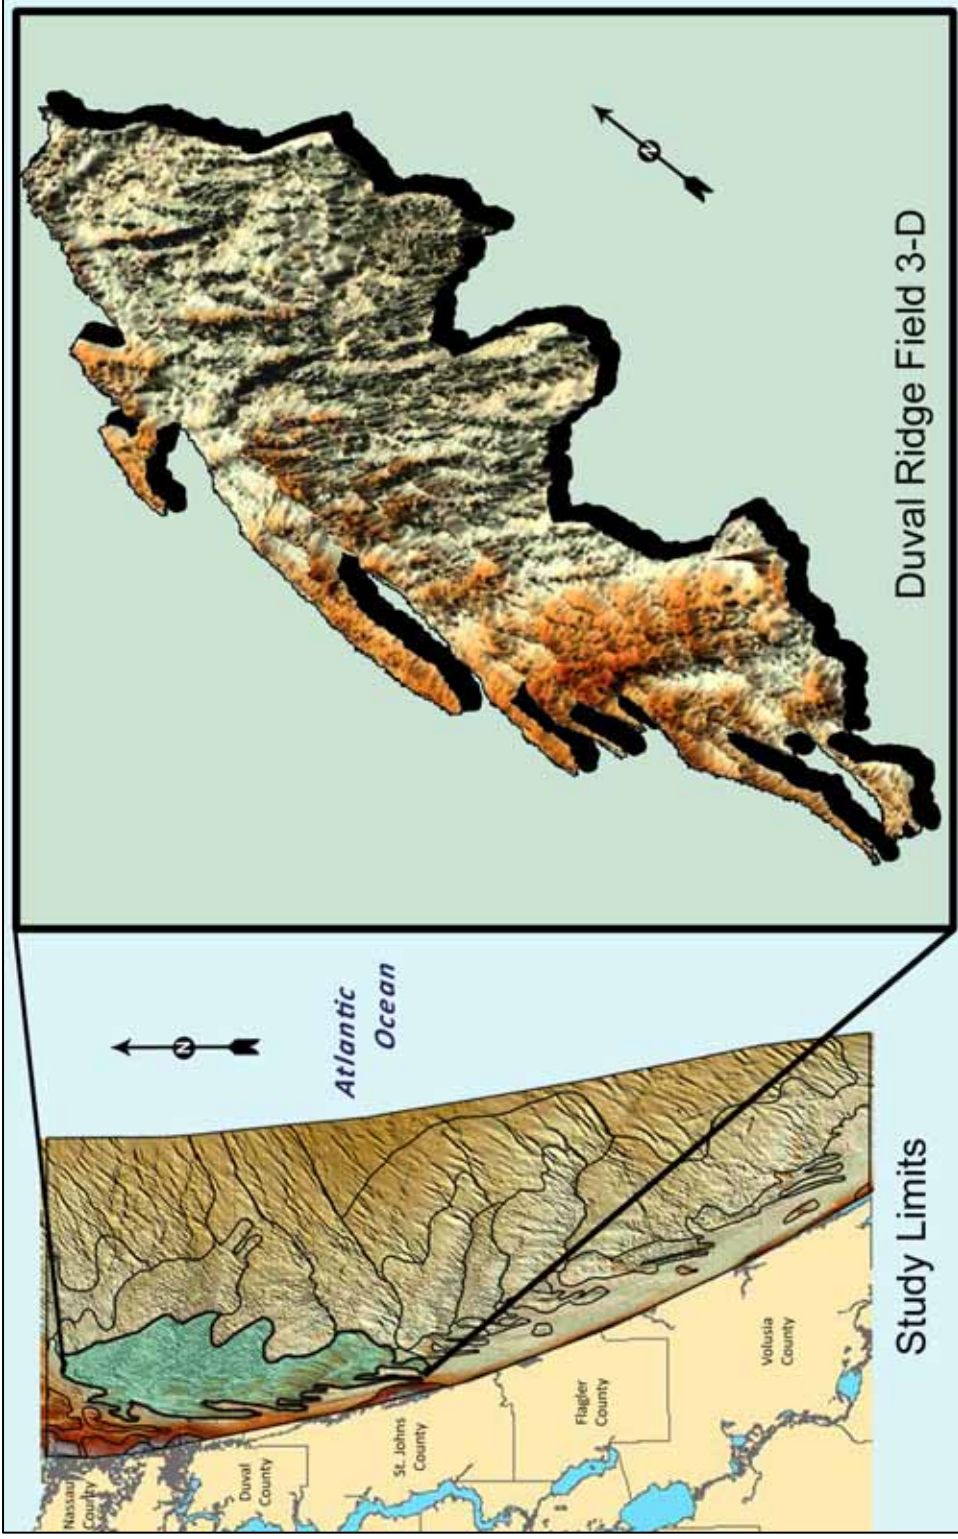 N
Atlantic
Ocean
Nassau
County
Duval
County
St. Johns
County
Flagler
County
Volusia
County
Study Limits
N
Duval Ridge Field 3-D